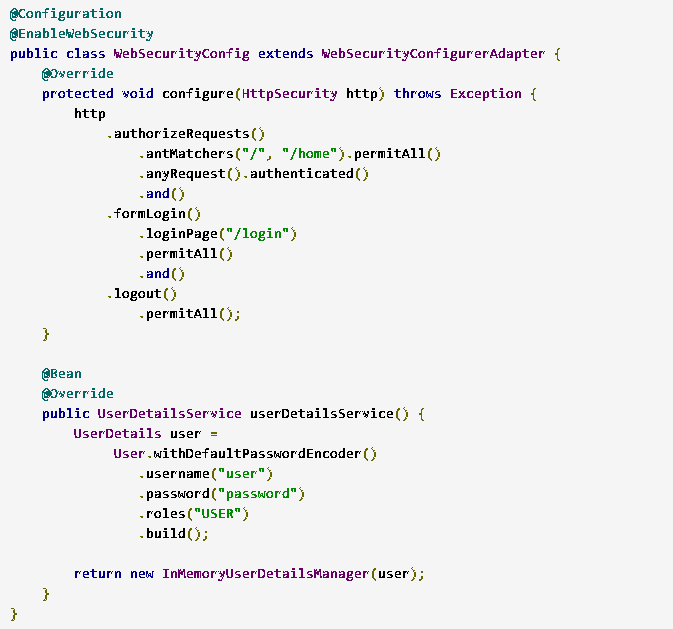 @Configuration
@EnableWebSecurity
public class WebSecurityConfig extends WebSecurityConfigurerAdapter {
    @Override
    protected void configure(HttpSecurity http) throws Exception {
        http
            .authorizeRequests()
                .antMatchers("/", "/home").permitAll()
                .anyRequest().authenticated()
                .and()
            .formLogin()
                .loginPage("/login")
                .permitAll()
                .and()
            .logout()
                .permitAll();
    }

    @Bean
    @Override
    public UserDetailsService userDetailsService() {
        UserDetails user =
             User.withDefaultPasswordEncoder()
                .username("user")
                .password("password")
                .roles("USER")
                .build();

        return new InMemoryUserDetailsManager(user);
    }
}